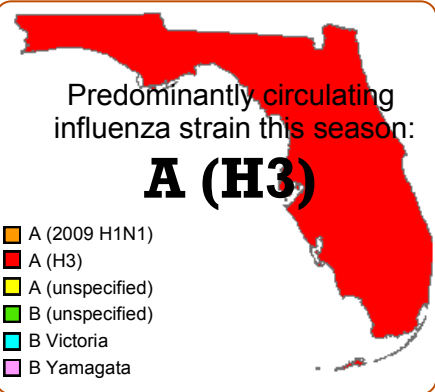 Predominantly circulating
influenza strain this season:
A (H3)
A (2009 H1N1)
A (H3)
A (unspecified)
B (unspecified)
B Victoria
B Yamagata